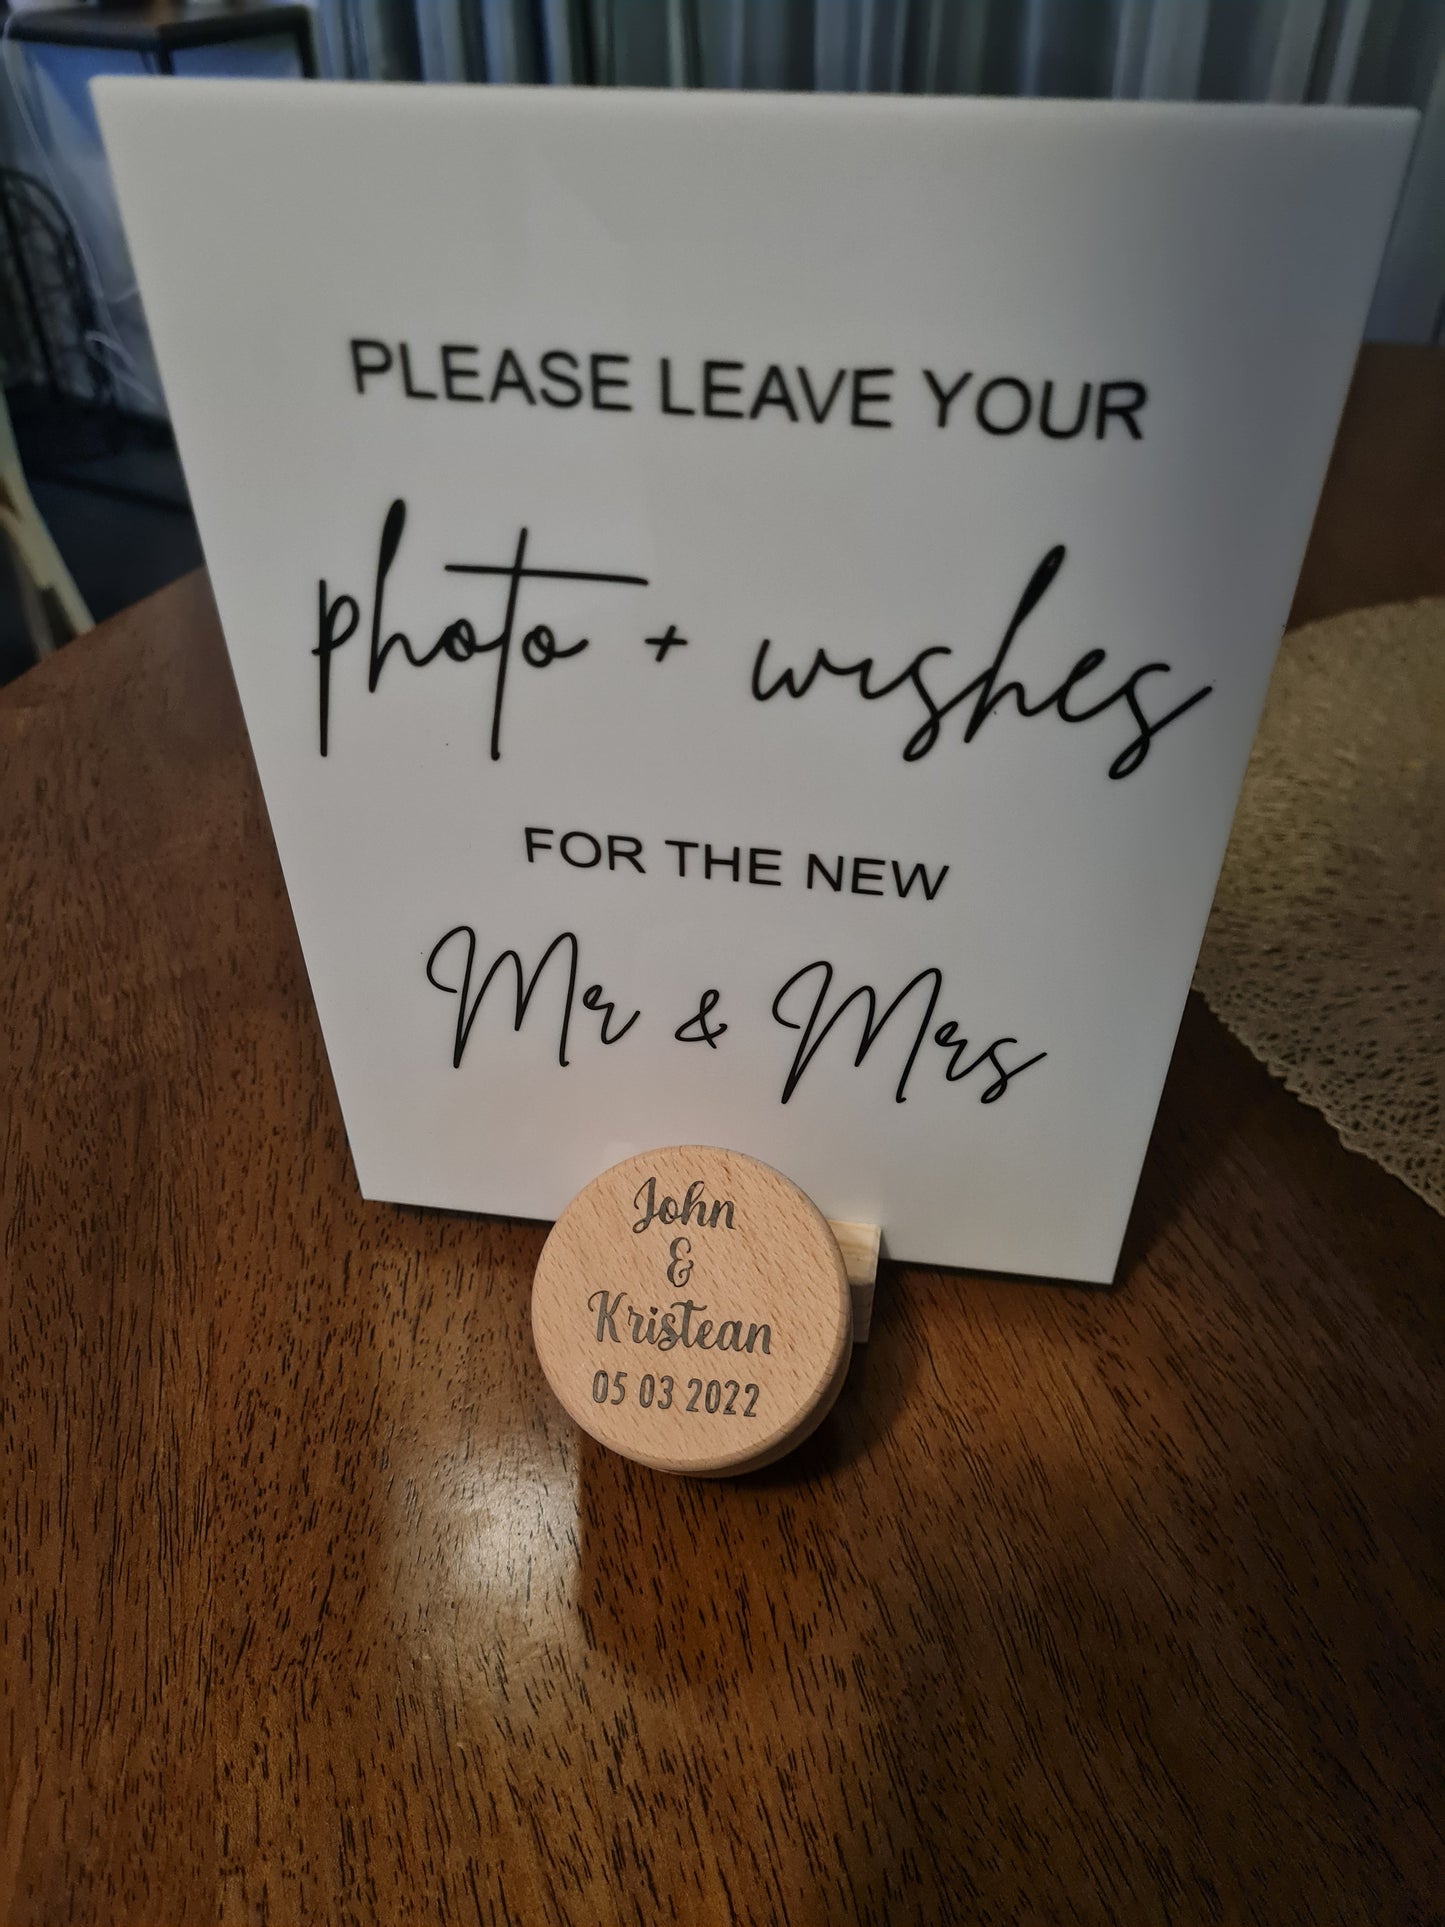 PLEASE LEAVE YOUR
photo + wishes
FOR THE NEW
Mr & Mrs
John
&
Kristean
05 03 2022